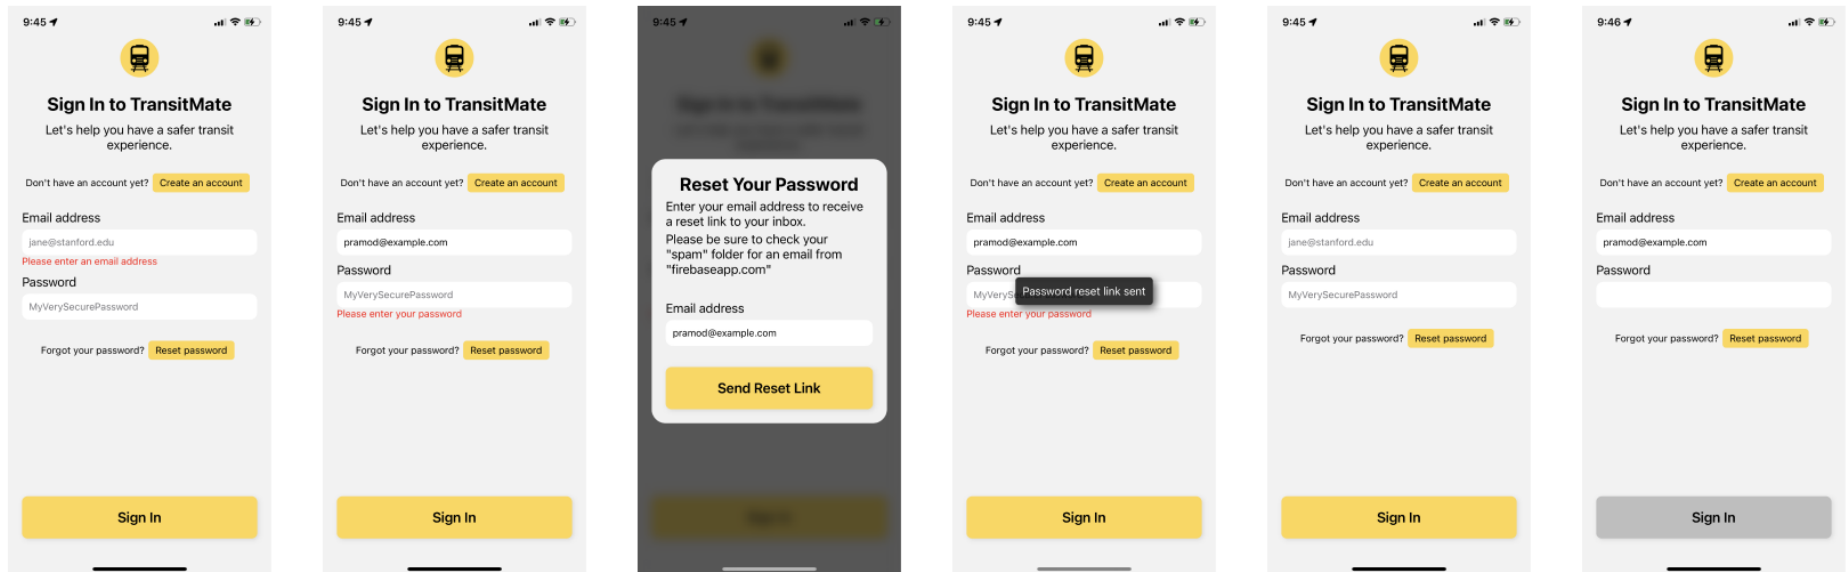 9:45
Sign In to TransitMate
Let's help you have a safer transit
experience.
Don't have an account yet? Create an account
Email address
jane@stanford.edu
Please enter an email address
Password
MyVerySecurePassword
Forgot your password? Reset password
Sign In
9:45
Sign In to TransitMate
Let's help you have a safer transit
experience.
Don't have an account yet? Create an account
Email address
pramod@example.com
Password
MyVerySecurePassword
Please enter your password
Forgot your password? Reset password
Sign In
9:45
Reset Your Password
Enter your email address to receive
a reset link to your inbox.
Please be sure to check your
"spam" folder for an email from
"firebaseapp.com"
Email address
pramod@example.com
Send Reset Link
9:45
Sign In to TransitMate
Let's help you have a safer transit
experience.
Don't have an account yet? Create an account
Email address
pramod@example.com
Password
MyVeryS
Password reset link sent
Please enter your password
Forgot your password? Reset password
Sign In
9:45
Sign In to TransitMate
Let's help you have a safer transit
experience.
Don't have an account yet? Create an account
Email address
jane@stanford.edu
Password
MyVerySecurePassword
Forgot your password? Reset password
Sign In
9:46
Sign In to TransitMate
Let's help you have a safer transit
experience.
Don't have an account yet? Create an account
Email address
pramod@example.com
Password
Forgot your password? Reset password
Sign In